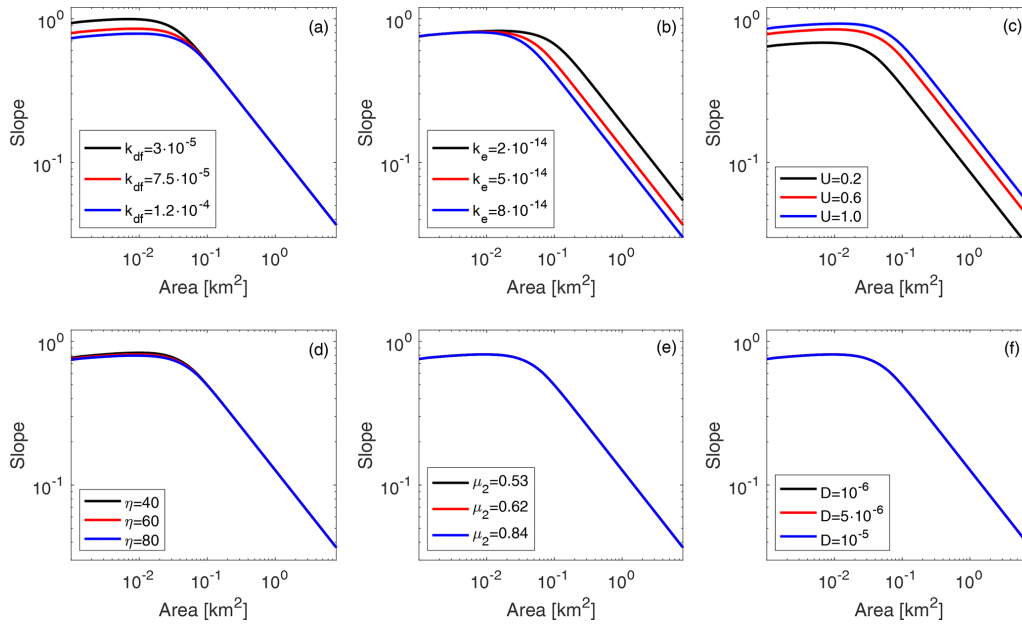 10^0
10^-1
Slope
(a)
k_df=3·10^-5
k_df=7.5·10^-5
k_df=1.2·10^-4
10^-2 10^-1 10^0
Area [km^2]
10^0
10^-1
Slope
(b)
k_e=2·10^-14
k_e=5·10^-14
k_e=8·10^-14
10^-2 10^-1 10^0
Area [km^2]
10^0
10^-1
Slope
(c)
U=0.2
U=0.6
U=1.0
10^-2 10^-1 10^0
Area [km^2]
10^0
10^-1
Slope
(d)
η=40
η=60
η=80
10^-2 10^-1 10^0
Area [km^2]
10^0
10^-1
Slope
(e)
μ_2=0.53
μ_2=0.62
μ_2=0.84
10^-2 10^-1 10^0
Area [km^2]
10^0
10^-1
Slope
(f)
D=10^-6
D=5·10^-6
D=10^-5
10^-2 10^-1 10^0
Area [km^2]